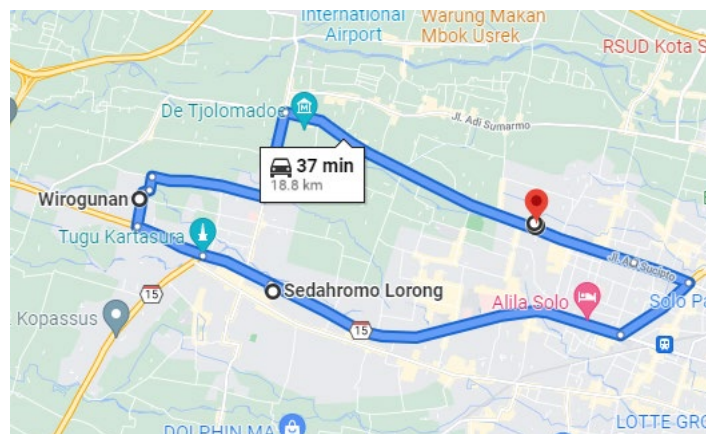 International
Airport
Warung Makan
Mbok Usrek
RSUD Kota S
De Tjolomadoe
Jl. Adi Sumarmo
37 min
18.8 km
Wirogunan
Tugu Kartasura
Jl. Adi Sucipto
Sedahromo Lorong
15
Alila Solo
Solo Pa
Kopassus
15
DOLPHIN MA
LOTTE GRO